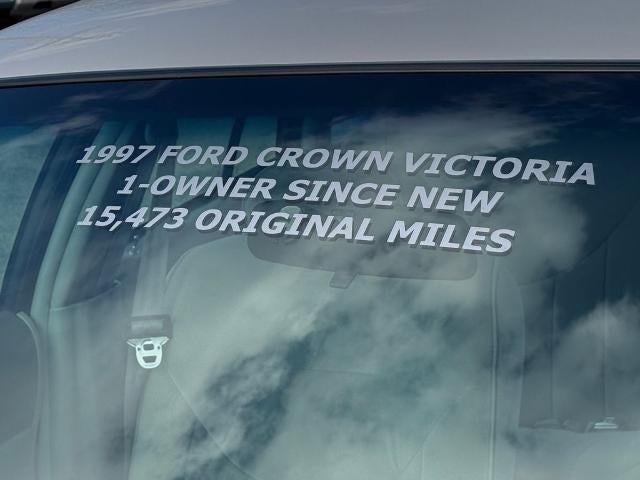 1997 FORD CROWN VICTORIA
1-OWNER SINCE NEW
15,473 ORIGINAL MILES